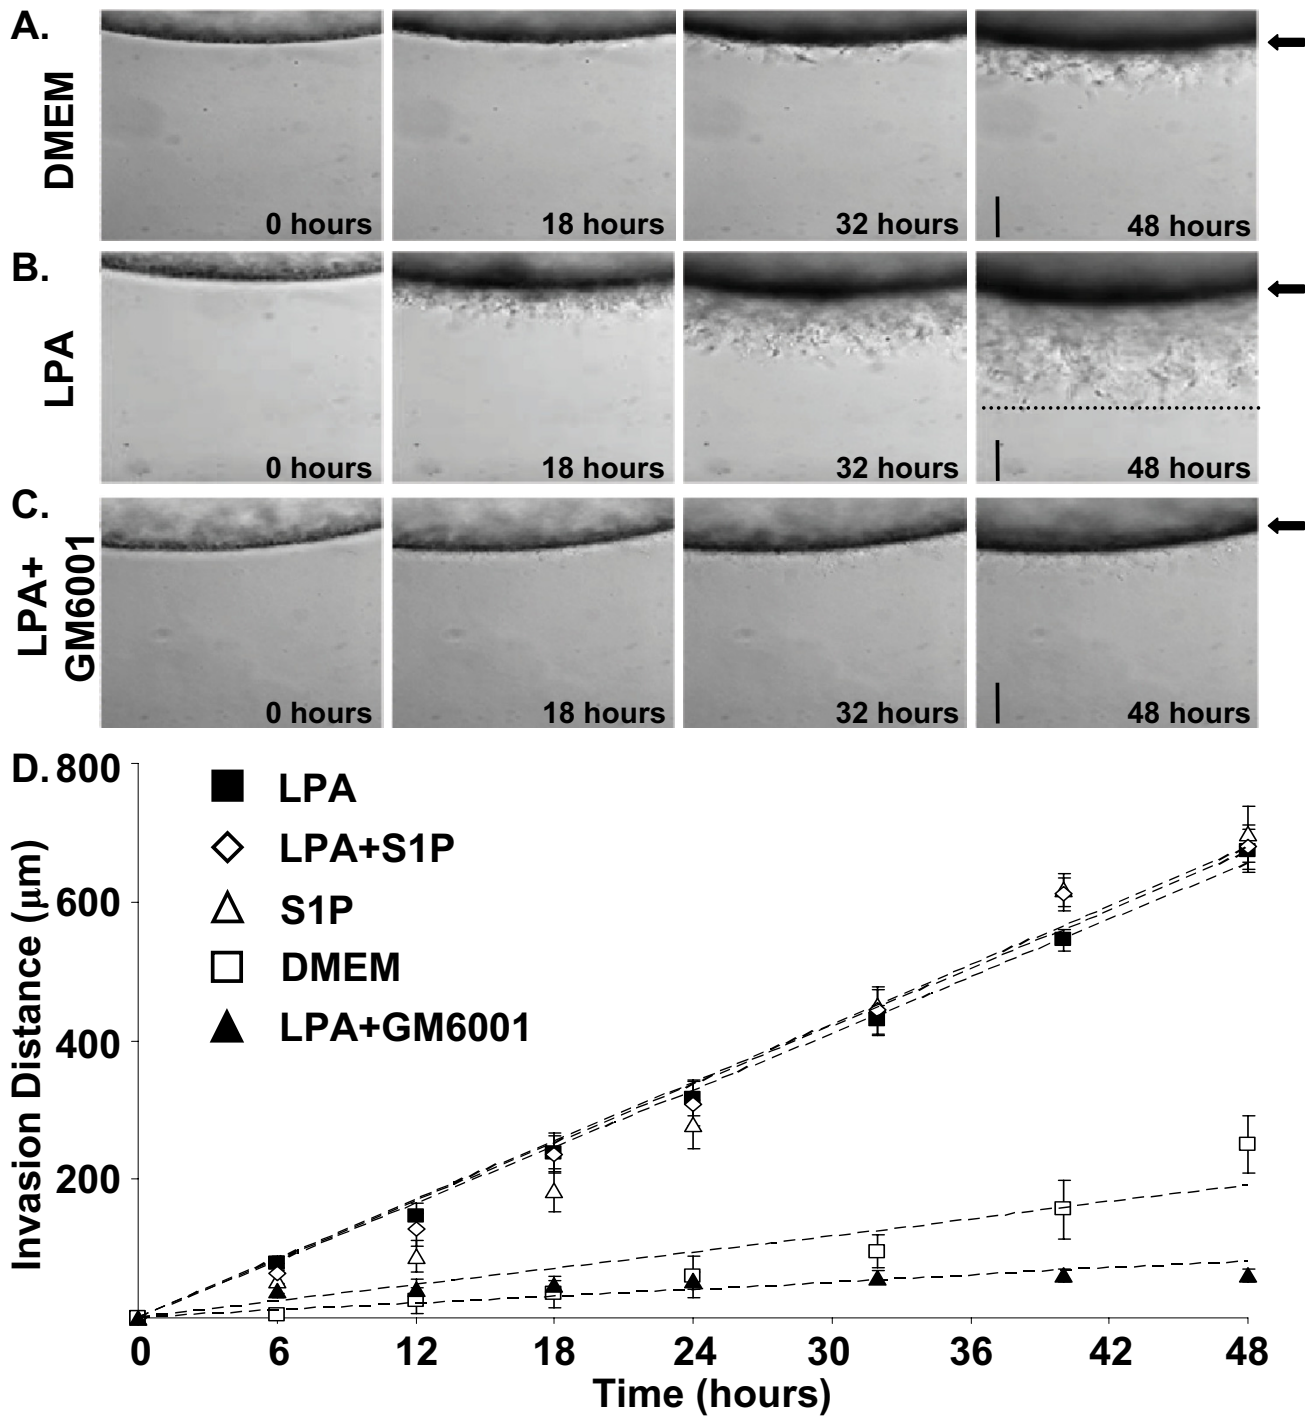 A.
DMEM
0 hours
18 hours
32 hours
48 hours
B.
LPA
0 hours
18 hours
32 hours
48 hours
C.
LPA+
GM6001
0 hours
18 hours
32 hours
48 hours
D.
800
600
400
200
Invasion Distance (μm)
LPA
LPA+S1P
S1P
DMEM
LPA+GM6001
0 6 12 18 24 30 36 42 48
Time (hours)